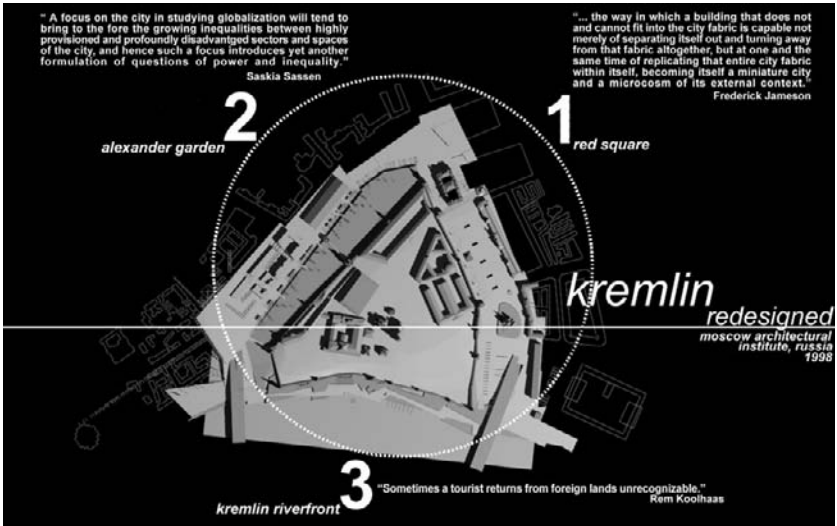 “ A focus on the city in studying globalization will tend to
bring to the fore the growing inequalities between highly
provisioned and profoundly disadvantged sectors and spaces
of the city, and hence such a focus introduces yet another
formulation of questions of power and inequality.”
Saskia Sassen
“... the way in which a building that does not
and cannot fit into the city fabric is capable not
merely of separating itself out and turning away
from that fabric altogether, but at one and the
same time of replicating that entire city fabric
within itself, becoming itself a miniature city
and a microcosm of its external context.”
Frederick Jameson
2
alexander garden
1
red square
kremlin
redesigned
moscow architectural
institute, russia
1998
3
kremlin riverfront
“Sometimes a tourist returns from foreign lands unrecognizable.”
Rem Koolhaas